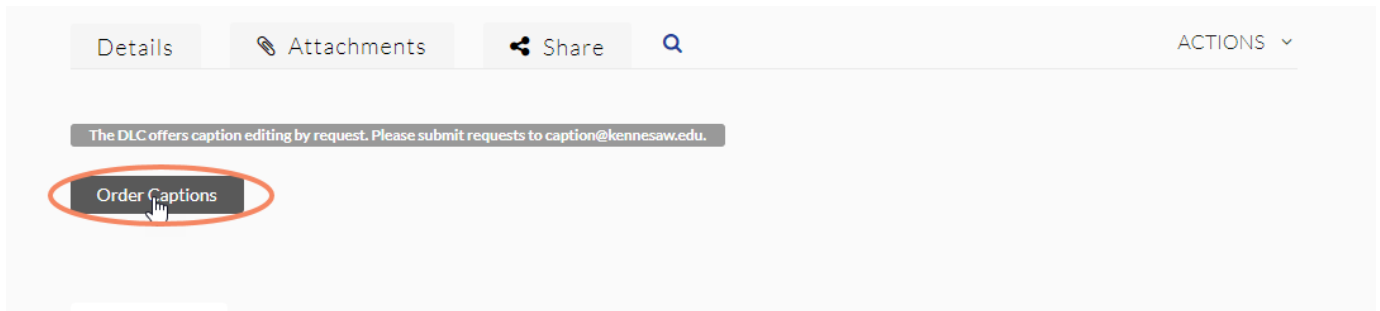 Details Attachments Share ACTIONS
The DLC offers caption editing by request. Please submit requests to caption@kennesaw.edu.
Order Captions